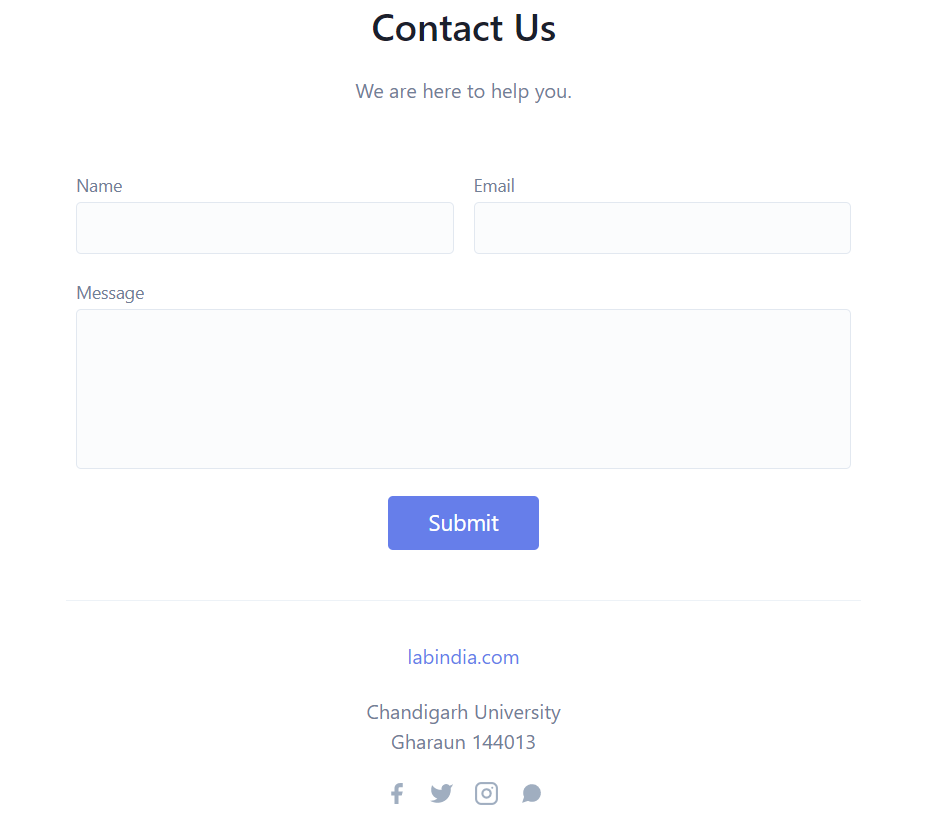 Contact Us
We are here to help you.
Name
Email
Message
Submit
labindia.com
Chandigarh University
Gharaun 144013